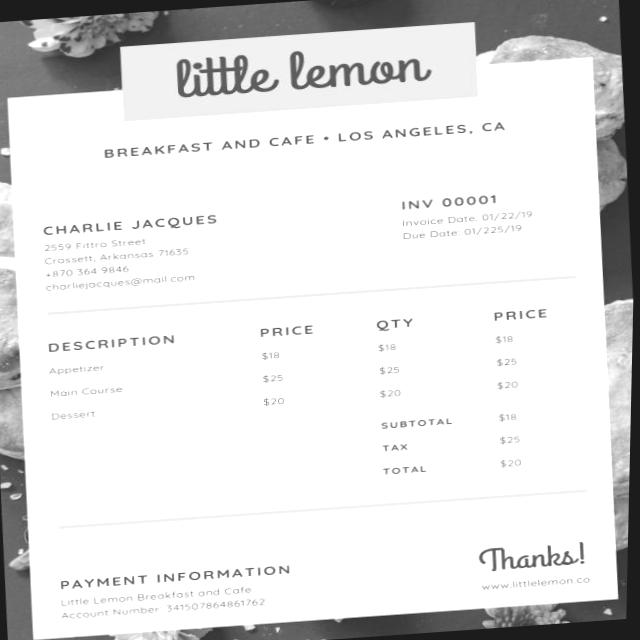 little lemon
BREAKFAST AND CAFE • LOS ANGELES, CA
CHARLIE JACQUES
2559 Fittro Street
Crossett, Arkansas 71635
+870 364 9846
charliejacques@mail.com
INV 00001
Invoice Date: 01/22/19
Due Date: 01/225/19
DESCRIPTION PRICE QTY PRICE
Appetizer $18 $18 $18
Main Course $25 $25 $25
Dessert $20 $20 $20
SUBTOTAL $18
TAX $25
TOTAL $20
PAYMENT INFORMATION
Little Lemon Breakfast and Cafe
Account Number 341507864861762
Thanks!
www.littlelemon.co